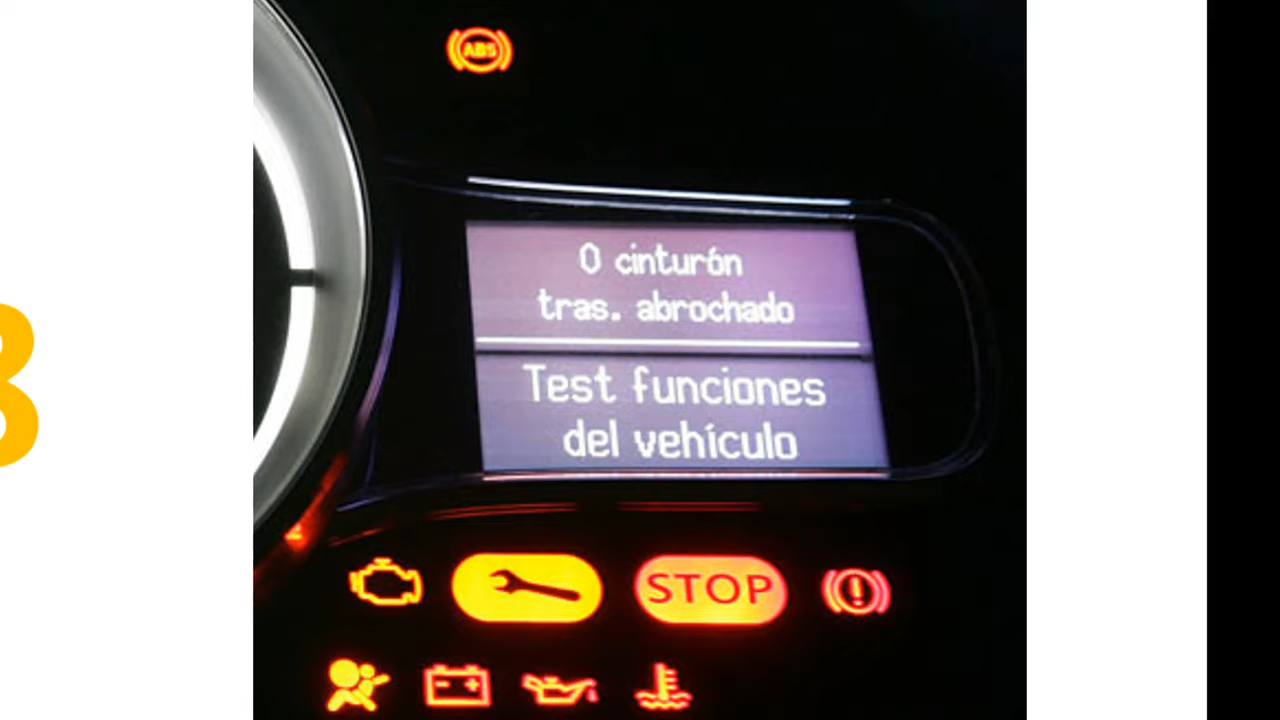 ABS
0 cinturón
tras. abrochado
Test funciones
del vehículo
STOP